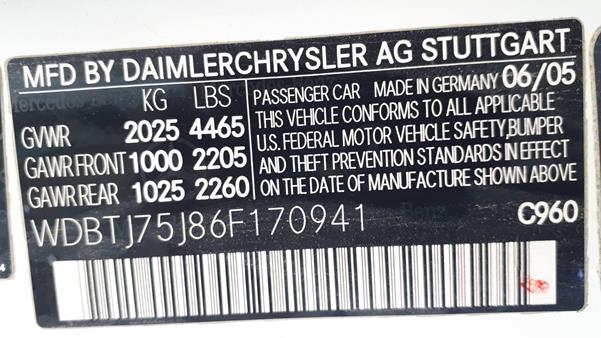 MFD BY DAIMLERCHRYSLER AG STUTTGART
KG LBS
GVWR 2025 4465
GAWR FRONT 1000 2205
GAWR REAR 1025 2260
PASSENGER CAR MADE IN GERMANY 06/05
THIS VEHICLE CONFORMS TO ALL APPLICABLE
U.S. FEDERAL MOTOR VEHICLE SAFETY,BUMPER
AND THEFT PREVENTION STANDARDS IN EFFECT
ON THE DATE OF MANUFACTURE SHOWN ABOVE
WDBTJ75J86F170941 C960